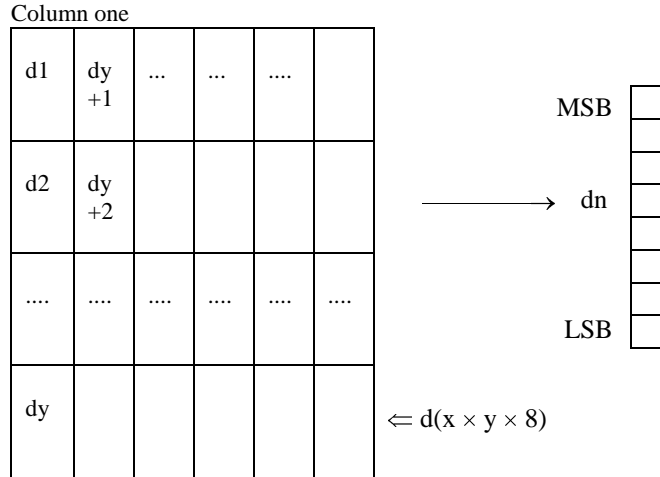 Column one
d1 dy ... ... ....
+1
MSB
d2 dy
+2
dn
.... .... .... .... .... ....
LSB
dy
⇐ d(x × y × 8)